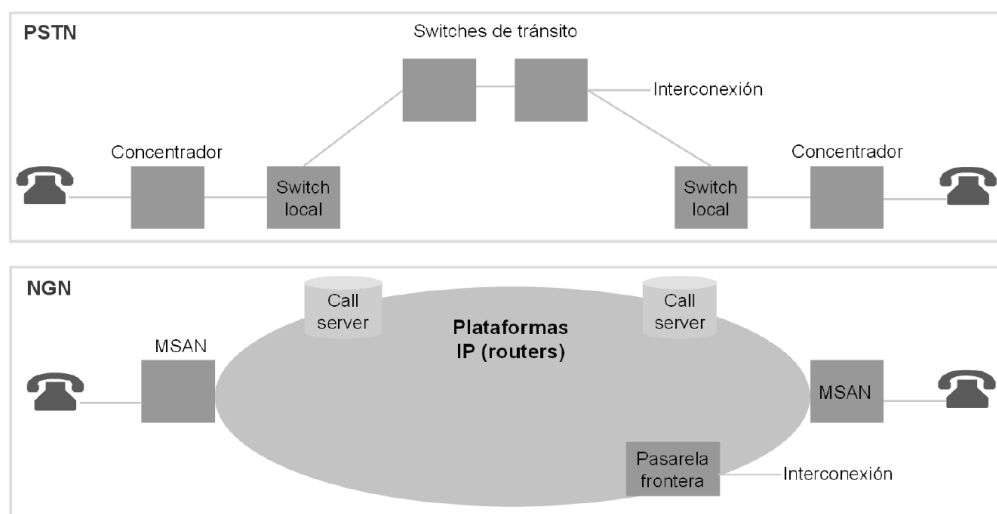 PSTN
Switches de tránsito
Interconexión
Concentrador
Concentrador
Switch
local
Switch
local
NGN
Call
server
Call
server
Plataformas
IP (routers)
MSAN
MSAN
Pasarela
frontera
Interconexión